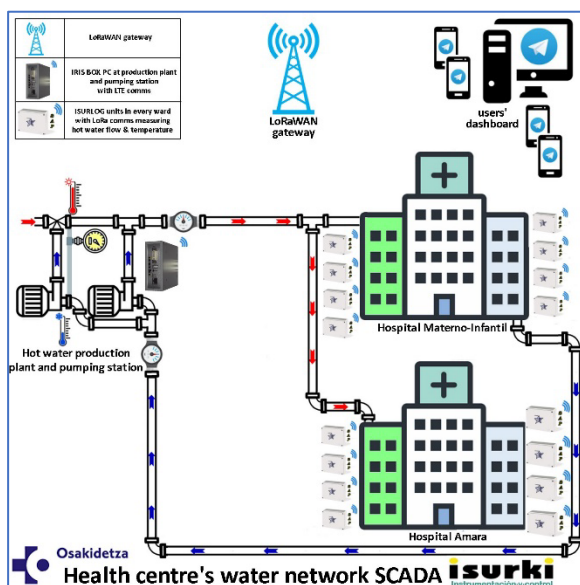 LoRaWAN gateway
IRIS BOX PC at production plant
and pumping station
with LTE comms
ISURLOG units in every ward
with LoRa comms measuring
hot water flow & temperature
LoRaWAN
gateway
users'
dashboard
Hospital Materno-Infantil
Hot water production
plant and pumping station
Hospital Amara
Osakidetza
Health centre's water network SCADA
isurki
Instrumentación y control